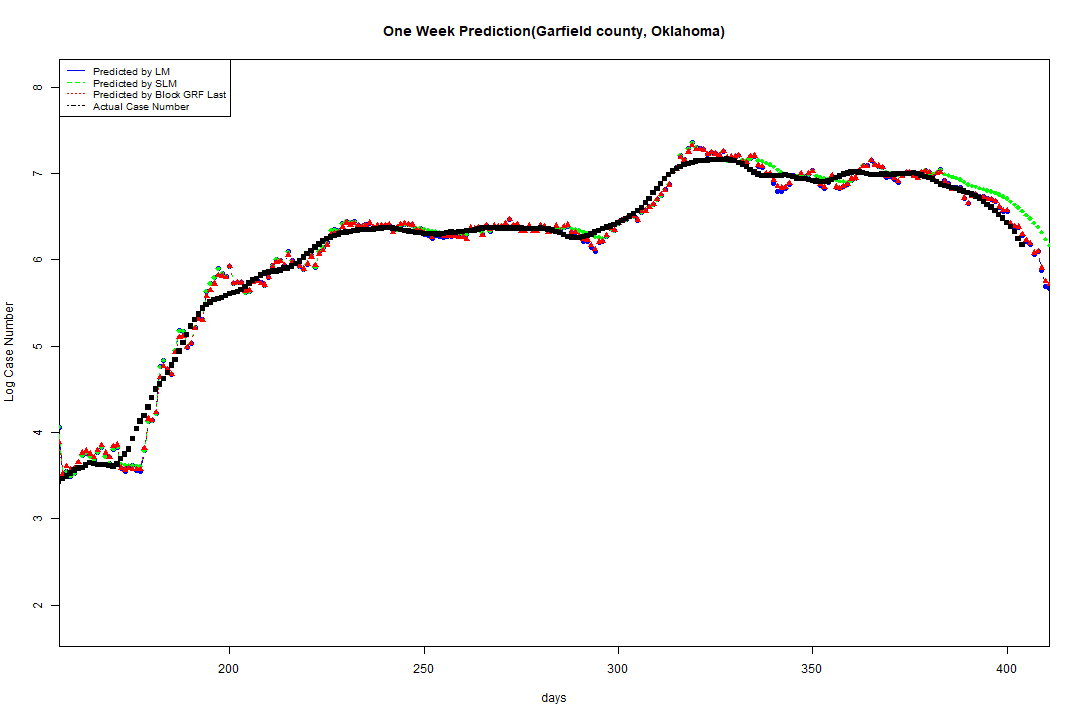 One Week Prediction(Garfield county, Oklahoma)
Predicted by LM
Predicted by SLM
Predicted by Block GRF Last
Actual Case Number
8
7
6
5
4
3
2
Log Case Number
200 250 300 350 400
days